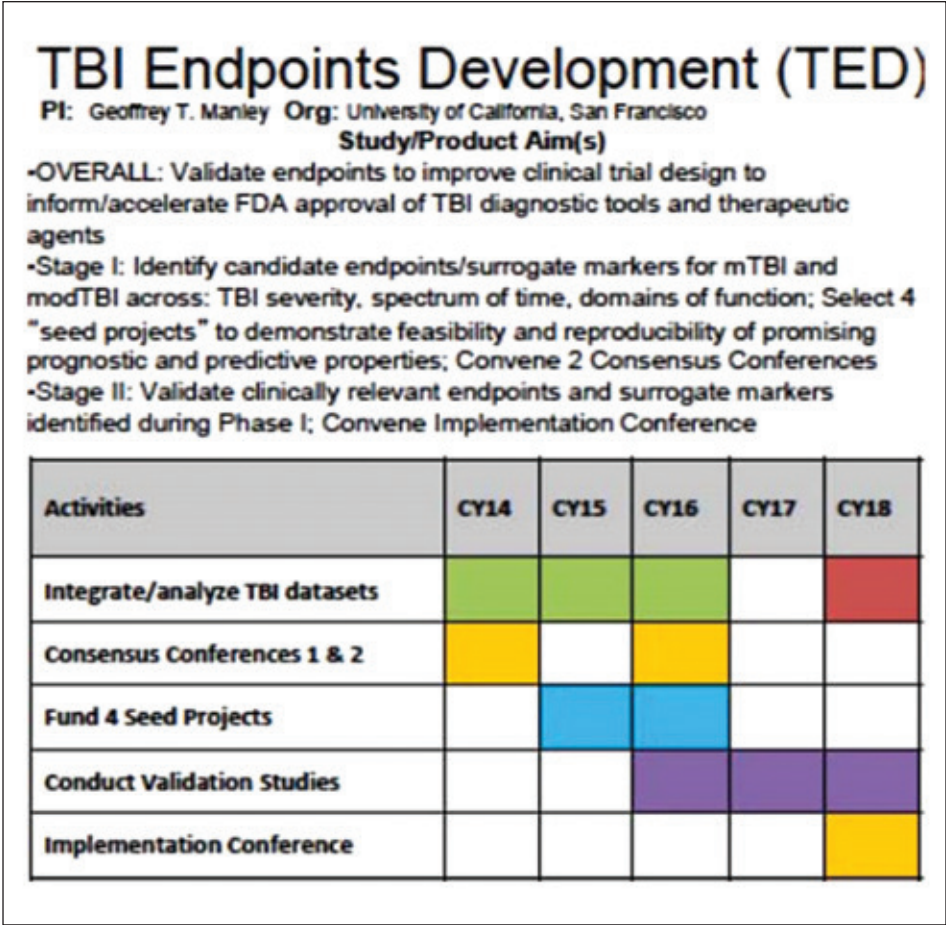 TBI Endpoints Development (TED)
PI: Geoffrey T. Manley Org: University of California, San Francisco
Study/Product Aim(s)
•OVERALL: Validate endpoints to improve clinical trial design to
inform/accelerate FDA approval of TBI diagnostic tools and therapeutic
agents
•Stage I: Identify candidate endpoints/surrogate markers for mTBI and
modTBI across: TBI severity, spectrum of time, domains of function; Select 4
“seed projects” to demonstrate feasibility and reproducibility of promising
prognostic and predictive properties; Convene 2 Consensus Conferences
•Stage II: Validate clinically relevant endpoints and surrogate markers
identified during Phase I; Convene Implementation Conference
Activities CY14 CY15 CY16 CY17 CY18
Integrate/analyze TBI datasets
Consensus Conferences 1 & 2
Fund 4 Seed Projects
Conduct Validation Studies
Implementation Conference